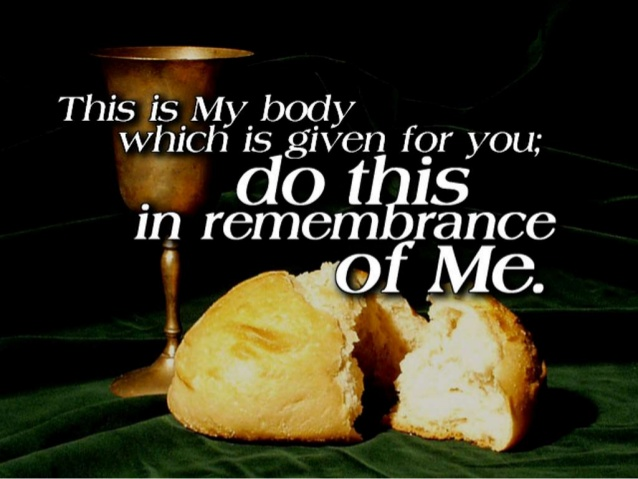 This is My body
which is given for you;
do this
in remembrance
of Me.